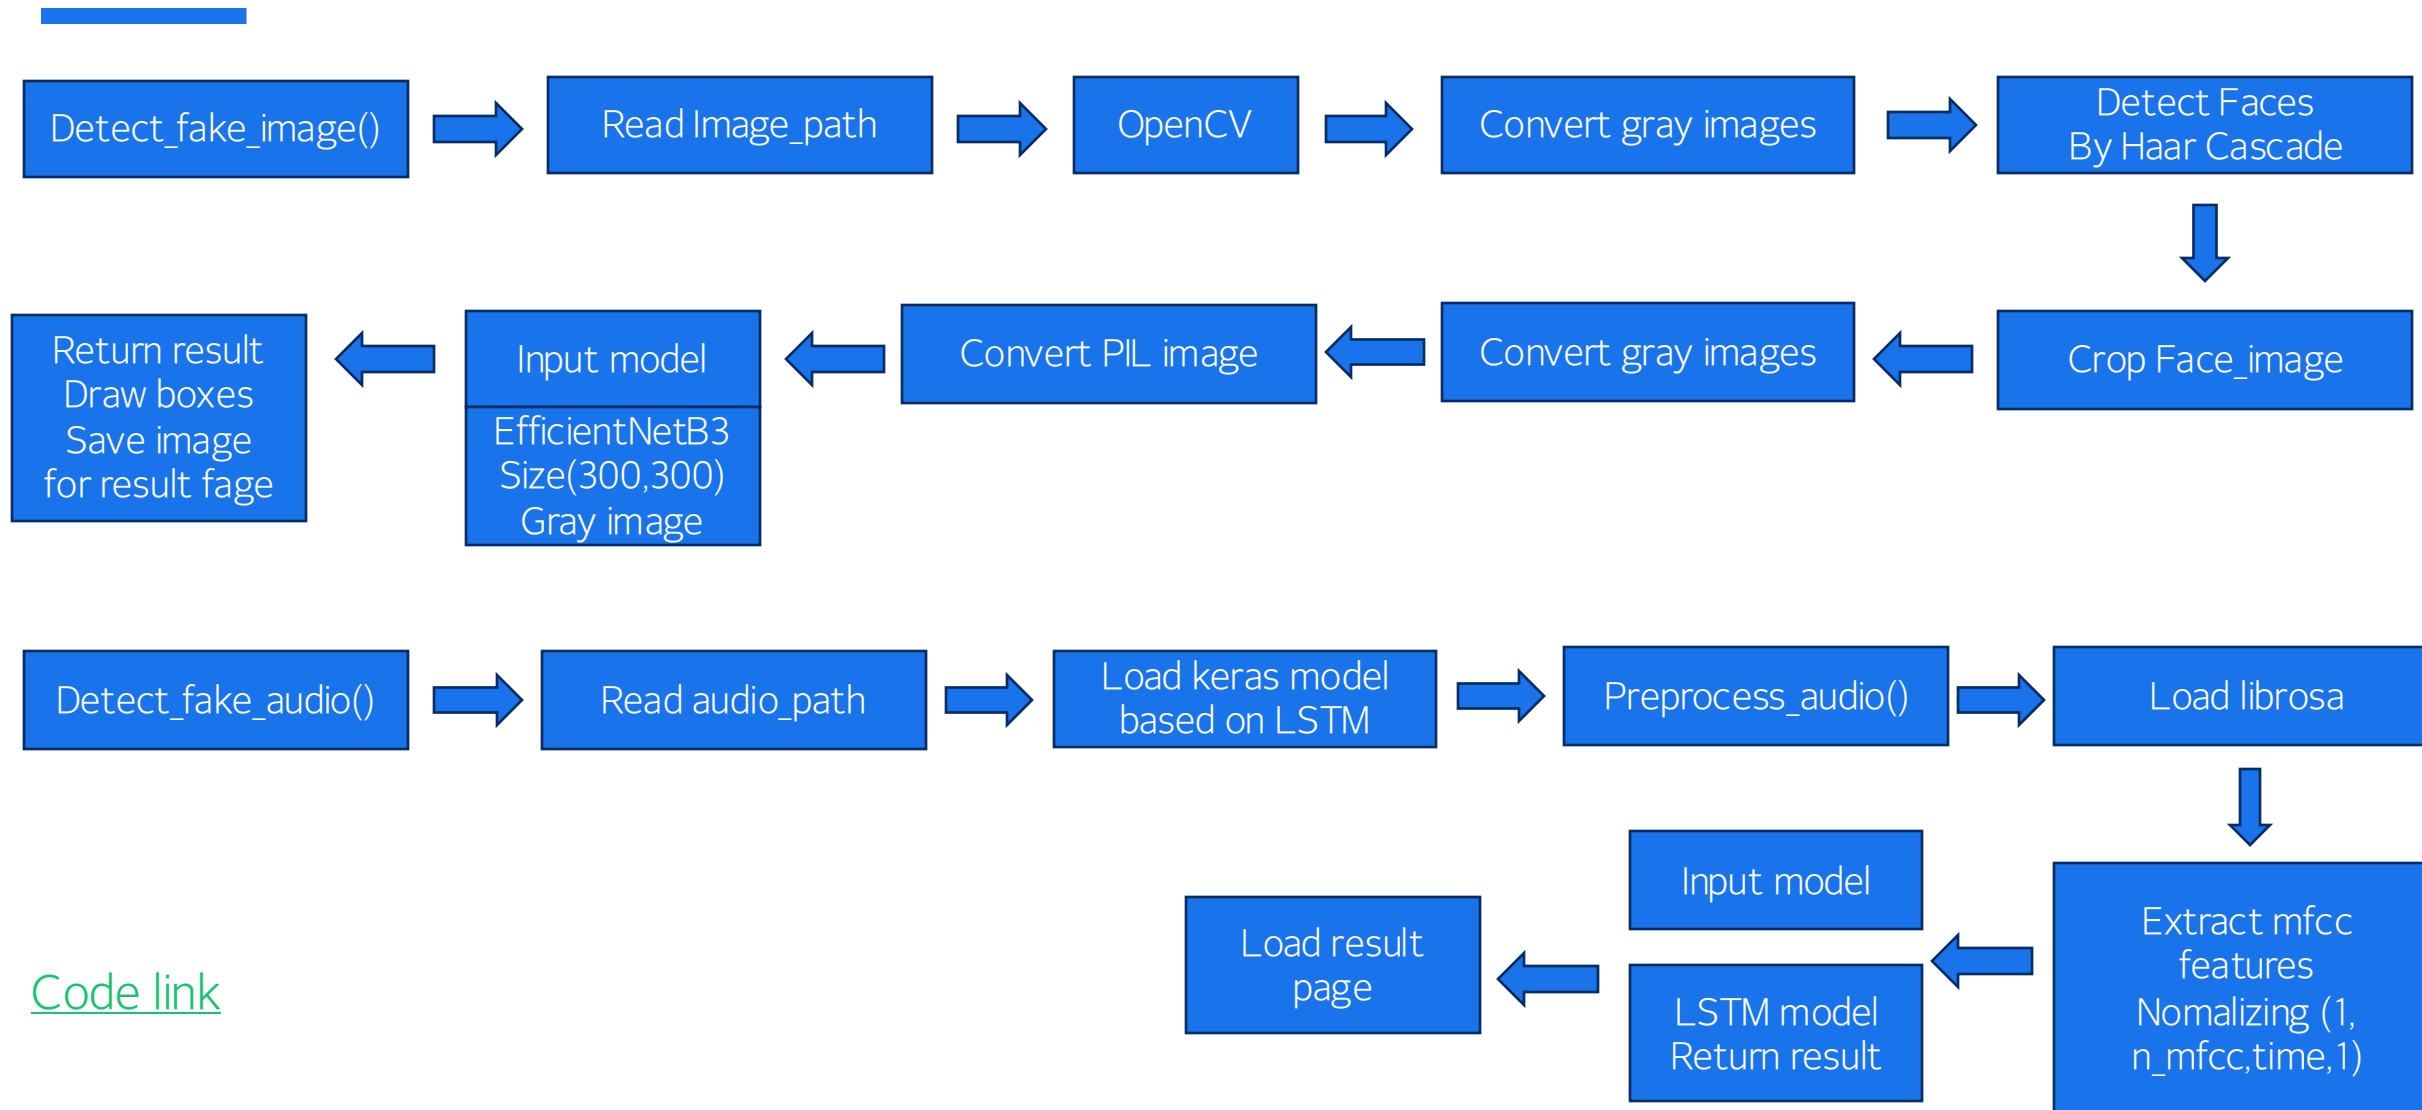 Detect_fake_image()
Read Image_path
OpenCV
Convert gray images
Detect Faces
By Haar Cascade
Crop Face_image
Convert gray images
Convert PIL image
Input model
EfficientNetB3
Size(300,300)
Gray image
Return result
Draw boxes
Save image
for result fage
Detect_fake_audio()
Read audio_path
Load keras model
based on LSTM
Preprocess_audio()
Load librosa
Extract mfcc
features
Nomalizing (1,
n_mfcc,time,1)
Input model
LSTM model
Return result
Load result
page
Code link